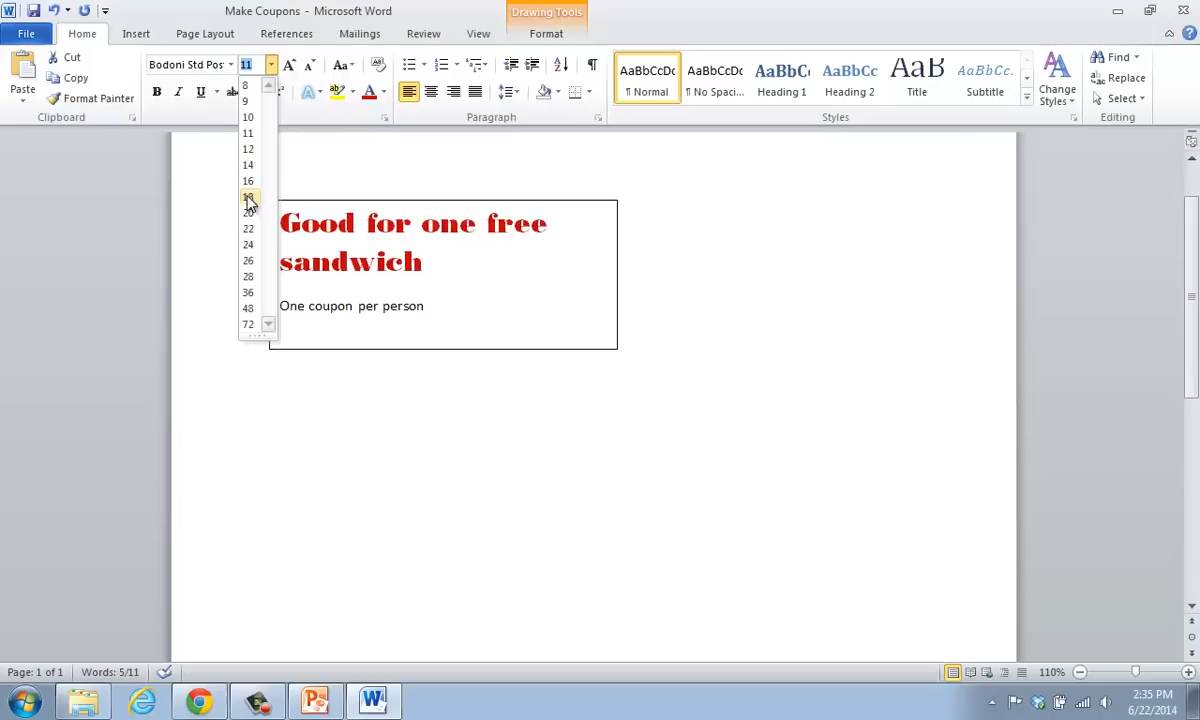 Make Coupons - Microsoft Word
Drawing Tools
File Home Insert Page Layout References Mailings Review View Format
Cut
Copy
Format Painter
Paste
Clipboard
Bodoni Std Pos 11
Paragraph
AaBbCcDc AaBbCcDc AaBbCc AaBbCc AaB AaBbCc.
¶ Normal ¶ No Spaci... Heading 1 Heading 2 Title Subtitle
Change
Styles
Styles
Find
Replace
Select
Editing
8
9
10
11
12
14
16
18
20
22
24
26
28
36
48
72
Good for one free
sandwich
One coupon per person
Page: 1 of 1 Words: 5/11 110%
2:35 PM
6/22/2014